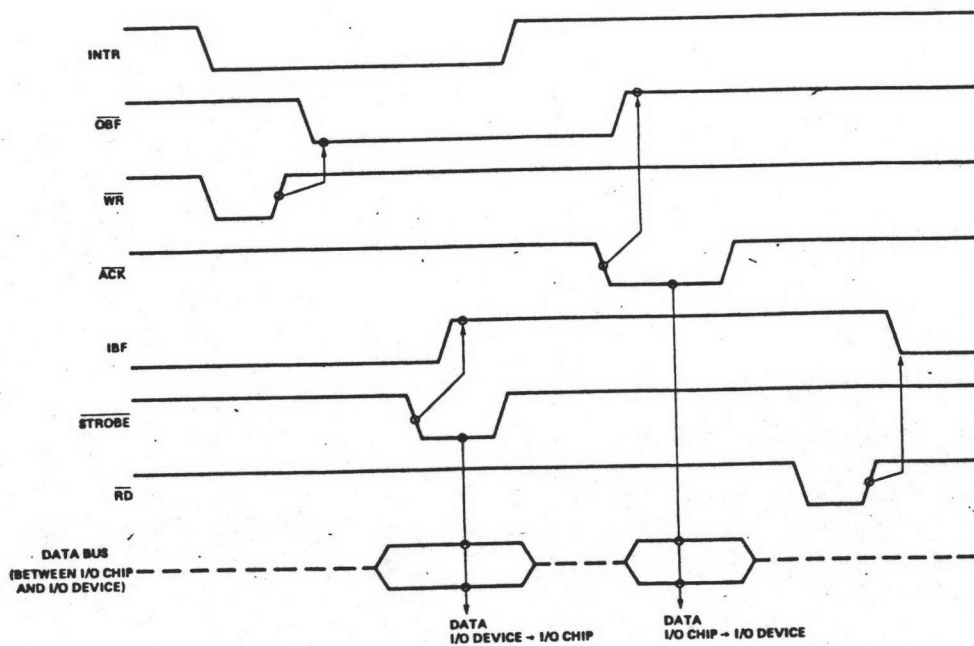 INTR
OBF
WR
ACK
IBF
STROBE
RD
DATA BUS
(BETWEEN I/O CHIP
AND I/O DEVICE)
DATA
I/O DEVICE → I/O CHIP
DATA
I/O CHIP → I/O DEVICE